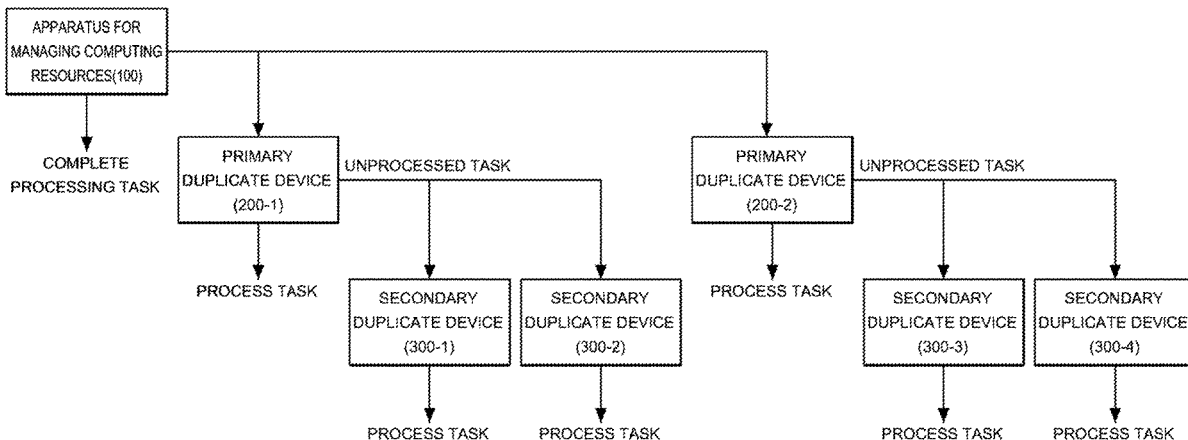 APPARATUS FOR
MANAGING COMPUTING
RESOURCES(100)
COMPLETE
PROCESSING TASK
PRIMARY
DUPLICATE DEVICE
(200-1)
UNPROCESSED TASK
PRIMARY
DUPLICATE DEVICE
(200-2)
UNPROCESSED TASK
PROCESS TASK
SECONDARY
DUPLICATE DEVICE
(300-1)
SECONDARY
DUPLICATE DEVICE
(300-2)
PROCESS TASK
SECONDARY
DUPLICATE DEVICE
(300-3)
SECONDARY
DUPLICATE DEVICE
(300-4)
PROCESS TASK
PROCESS TASK
PROCESS TASK
PROCESS TASK